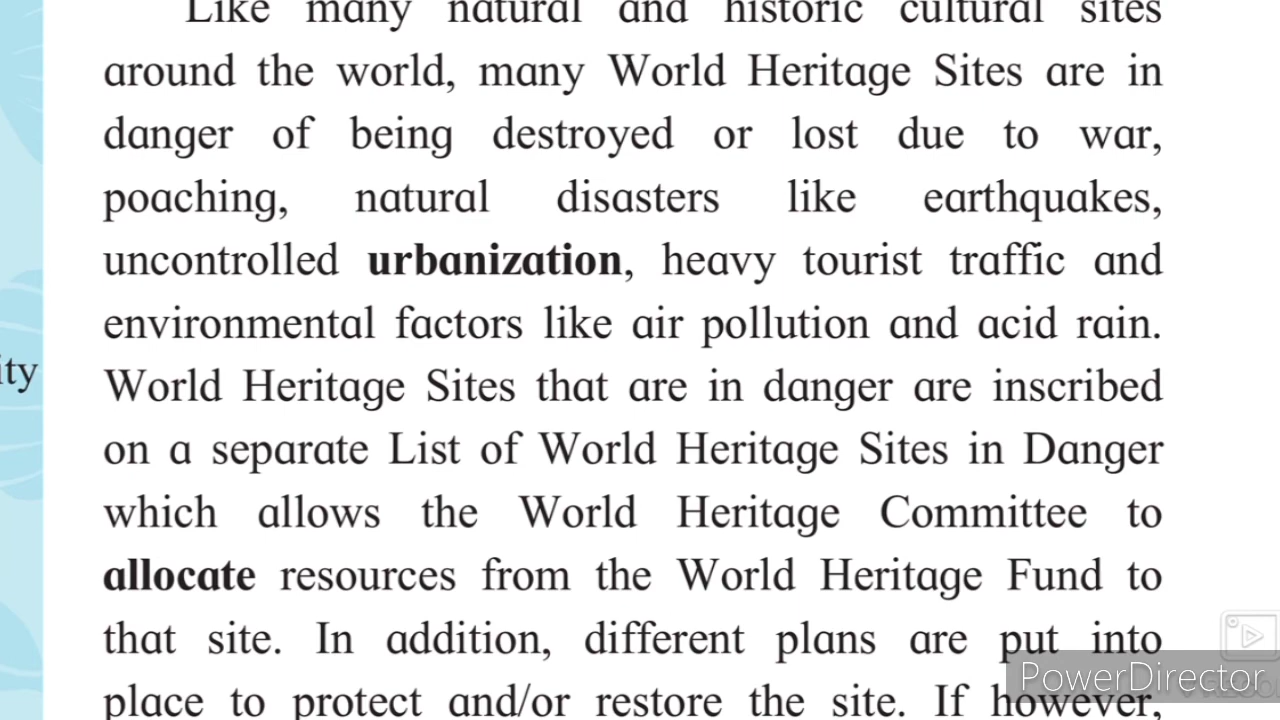 Like many natural and historic cultural sites
around the world, many World Heritage Sites are in
danger of being destroyed or lost due to war,
poaching, natural disasters like earthquakes,
uncontrolled urbanization, heavy tourist traffic and
environmental factors like air pollution and acid rain.
ity
World Heritage Sites that are in danger are inscribed
on a separate List of World Heritage Sites in Danger
which allows the World Heritage Committee to
allocate resources from the World Heritage Fund to
that site. In addition, different plans are put into
place to protect and/or restore the site. If however,
PowerDirector